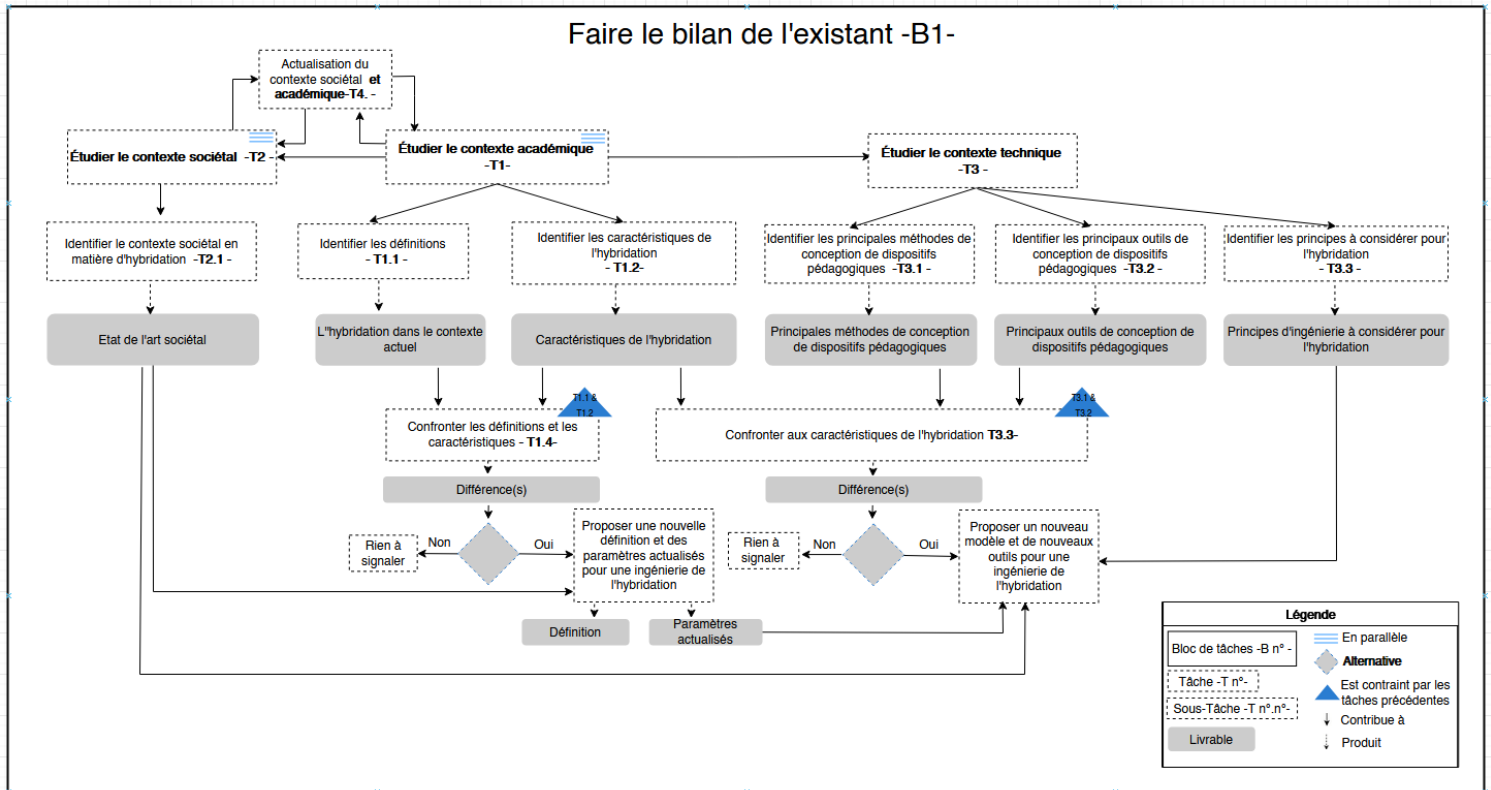 Faire le bilan de l'existant -B1-
Actualisation du
contexte sociétal et
académique-T4. -
Étudier le contexte sociétal -T2 -
Étudier le contexte académique
-T1-
Étudier le contexte technique
-T3 -
Identifier le contexte sociétal en
matière d'hybridation -T2.1 -
Identifier les définitions
- T1.1 -
Identifier les caractéristiques de
l'hybridation
- T1.2-
Identifier les principales méthodes de
conception de dispositifs
pédagogiques -T3.1 -
Identifier les principaux outils de
conception de dispositifs
pédagogiques -T3.2 -
Identifier les principes à considérer pour
l'hybridation
- T3.3 -
Etat de l'art sociétal
L''hybridation dans le contexte
actuel
Caractéristiques de l'hybridation
Principales méthodes de conception
de dispositifs pédagogiques
Principaux outils de conception de
dispositifs pédagogiques
Principes d'ingénierie à considérer pour
l'hybridation
T1.1 &
T1.2
Confronter les définitions et les
caractéristiques - T1.4-
T3.1 &
T3.2
Confronter aux caractéristiques de l'hybridation T3.3-
Différence(s)
Différence(s)
Rien à
signaler
Non
Oui
Proposer une nouvelle
définition et des
paramètres actualisés
pour une ingénierie de
l'hybridation
Rien à
signaler
Non
Oui
Proposer un nouveau
modèle et de nouveaux
outils pour une
ingénierie de
l'hybridation
Définition
Paramètres
actualisés
Légende
Bloc de tâches -B n° -
Tâche -T n°-
Sous-Tâche -T n°.n°-
Livrable
En parallèle
Alternative
Est contraint par les
tâches précédentes
Contribue à
Produit